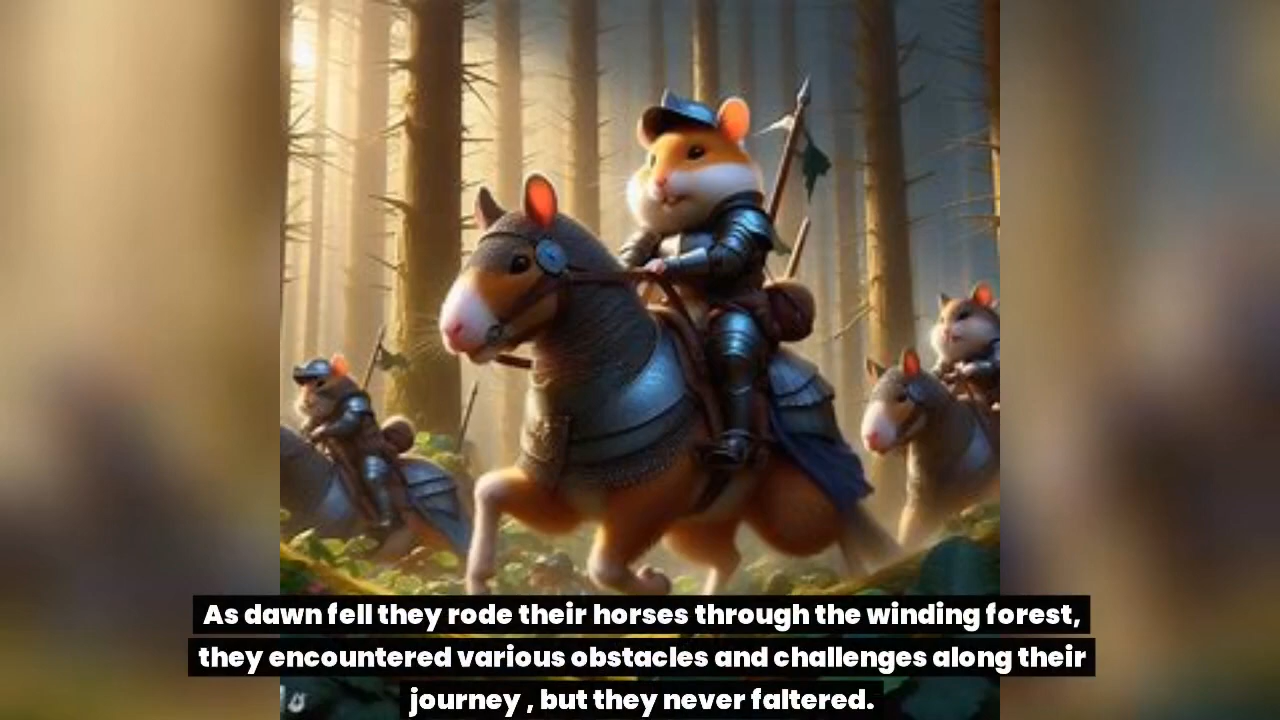 As dawn fell they rode their horses through the winding forest,
they encountered various obstacles and challenges along their
journey , but they never faltered.